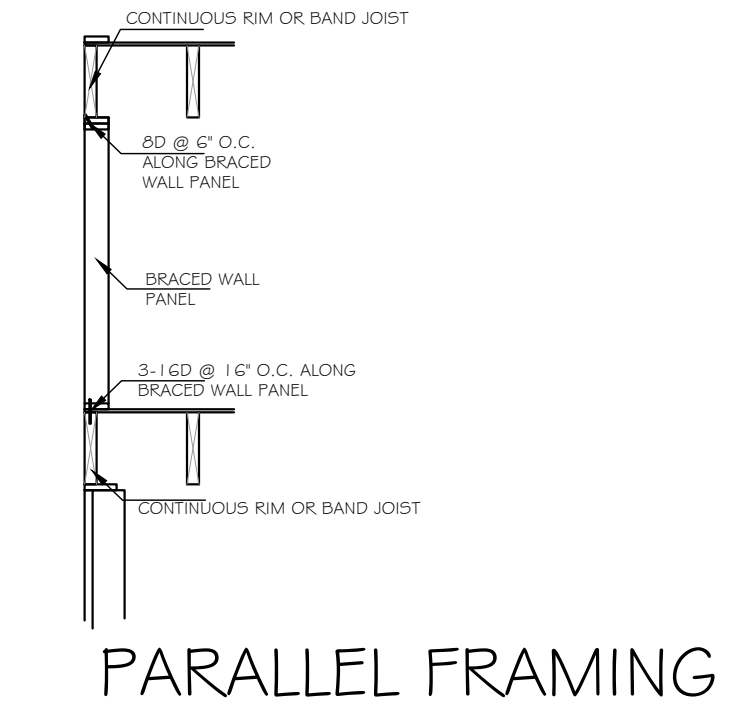 CONTINUOUS RIM OR BAND JOIST
8D @ 6" O.C.
ALONG BRACED
WALL PANEL
BRACED WALL
PANEL
3-16D @ 16" O.C. ALONG
BRACED WALL PANEL
CONTINUOUS RIM OR BAND JOIST
PARALLEL FRAMING